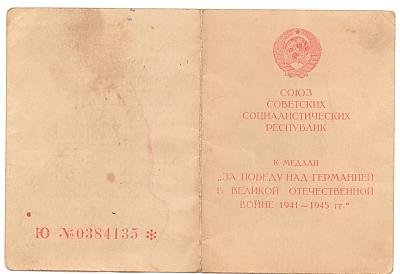 Ю №0384135 *
СОЮЗ
СОВЕТСКИХ
СОЦИАЛИСТИЧЕСКИХ
РЕСПУБЛИК
К МЕДАЛИ
„ЗА ПОБЕДУ НАД ГЕРМАНИЕЙ
В ВЕЛИКОЙ ОТЕЧЕСТВЕННОЙ
ВОЙНЕ 1941—1945 гг."